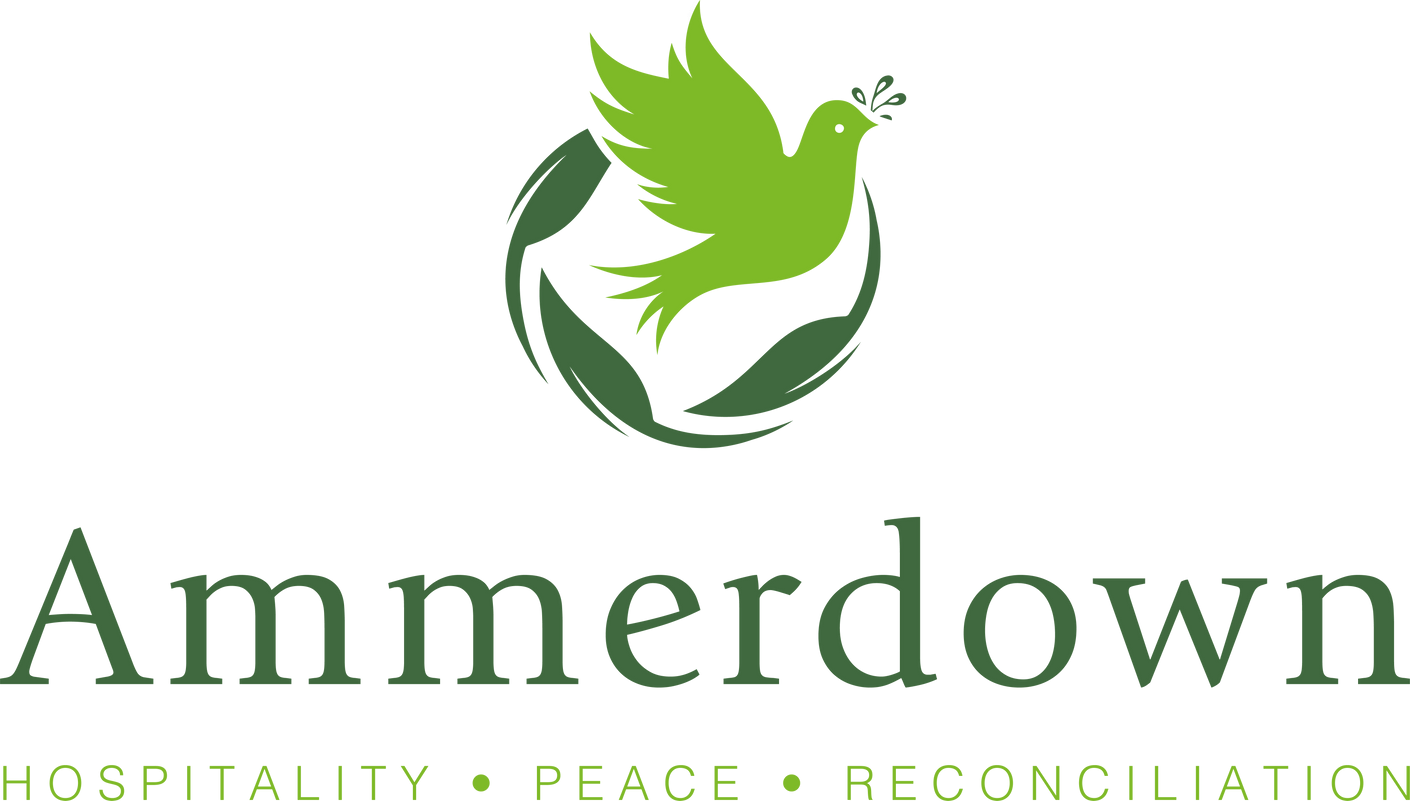 Ammerdown
HOSPITALITY • PEACE • RECONCILIATION